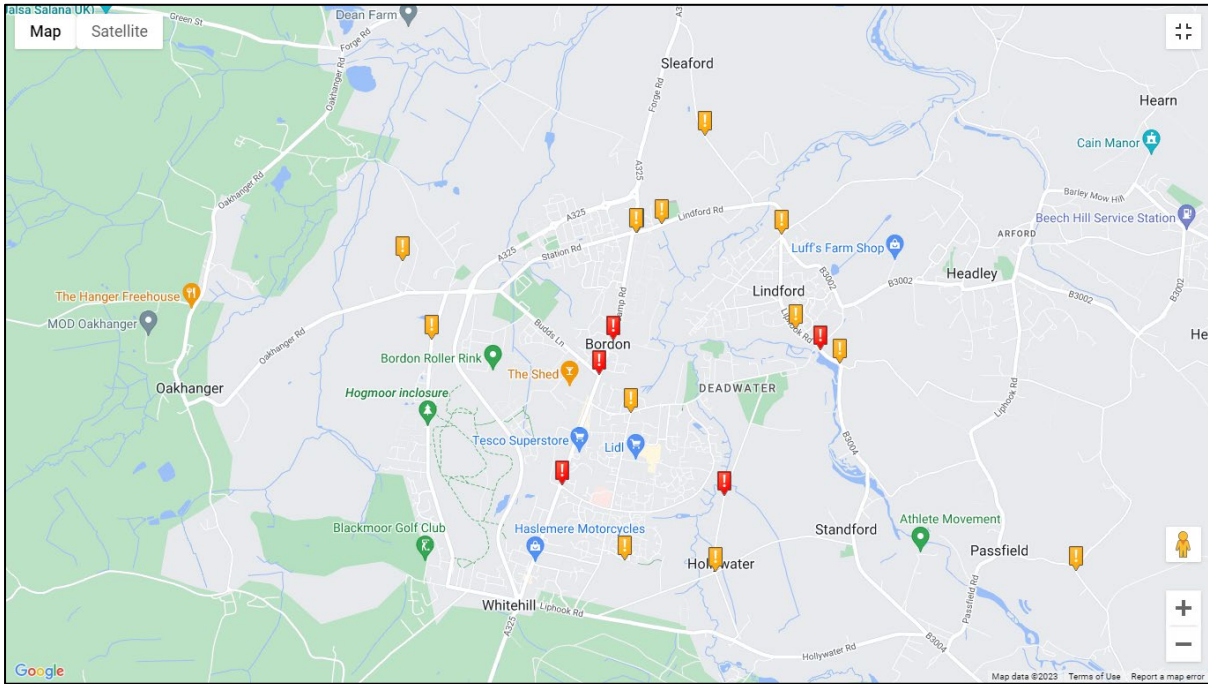 Jalsa Salana UK)
Green St
Dean Farm
Forge Rd
Map
Satellite
A325
Sleaford
Forge Rd
Hearn
Cain Manor
Oakhanger Rd
Oakhanger Rd
A325
Barley Mow Hill
Beech Hill Service Station
A325
Lindford Rd
Station Rd
ARFORD
Luff's Farm Shop
A325
B3002
Headley
B3002
B3002
The Hanger Freehouse
Lindford
MOD Oakhanger
Budds Ln
Camp Rd
Liphook Rd
He
Oakhanger Rd
Bordon
Bordon Roller Rink
The Shed
Oakhanger
Hogmoor inclosure
DEADWATER
Liphook Rd
Tesco Superstore
Lidl
B3004
Blackmoor Golf Club
Haslemere Motorcycles
Standford
Athlete Movement
Passfield
Hollywater
Whitehill
Liphook Rd
Passfield Rd
A325
B3004
Hollywater Rd
Google
Map data ©2023
Terms of Use
Report a map error